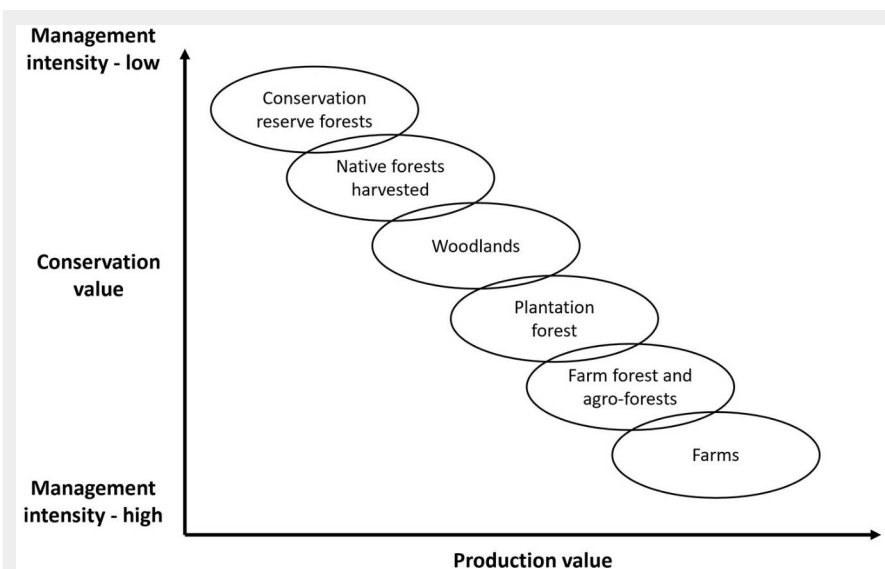 Management
intensity - low
Conservation
reserve forests
Native forests
harvested
Woodlands
Conservation
value
Plantation
forest
Farm forest and
agro-forests
Farms
Management
intensity - high
Production value